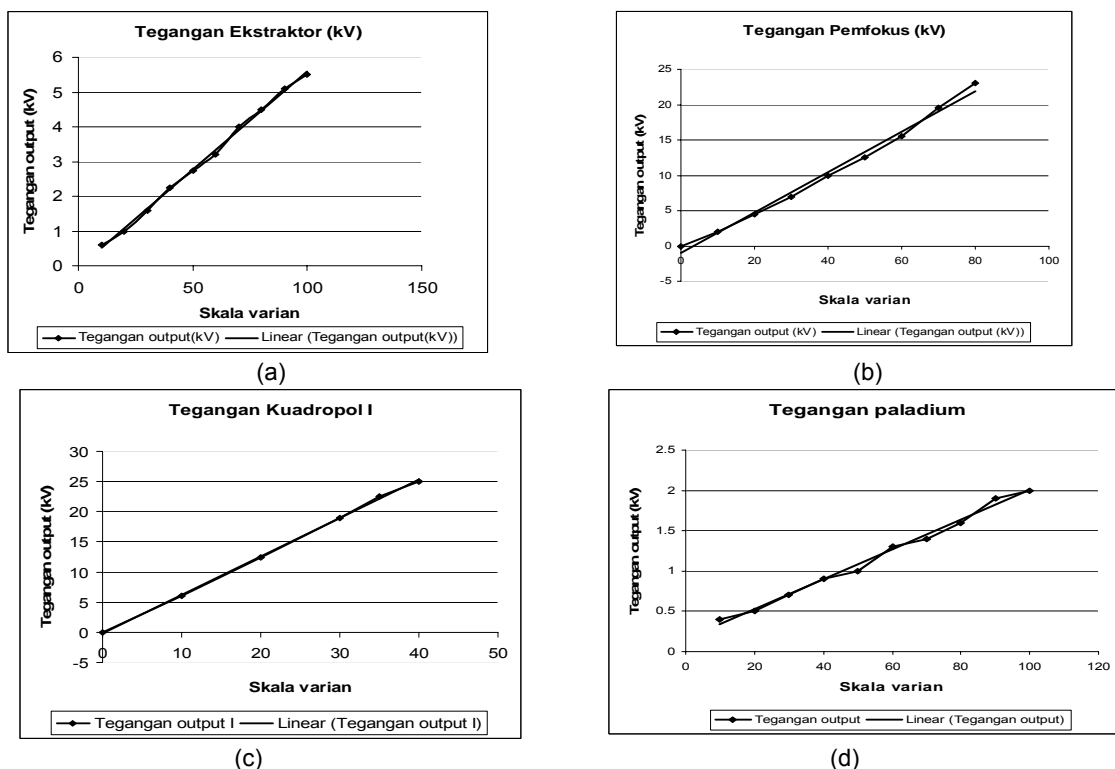 Tegangan Ekstraktor (kV)
Tegangan output (kV)
6
5
4
3
2
1
0
0 50 100 150
Skala varian
Tegangan output(kV) Linear (Tegangan output(kV))
(a)
Tegangan Pemfokus (kV)
Tegangan output (kV)
25
20
15
10
5
0
-5
0 20 40 60 80 100
Skala varian
Tegangan output (kV) Linear (Tegangan output (kV))
(b)
Tegangan Kuadropol I
Tegangan output (kV)
30
25
20
15
10
5
0
-5
0 10 20 30 40 50
Skala varian
Tegangan output I Linear (Tegangan output I)
(c)
Tegangan paladium
Tegangan output (kV)
2.5
2
1.5
1
0.5
0
0 20 40 60 80 100 120
Skala varian
Tegangan output Linear (Tegangan output)
(d)